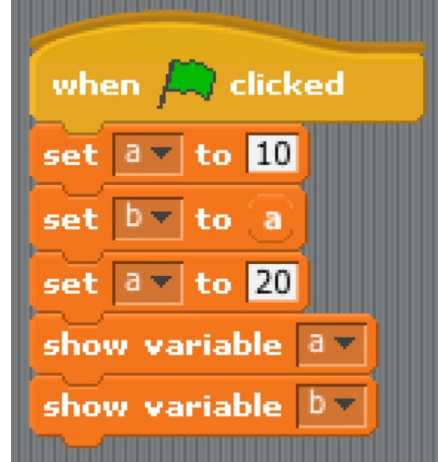 when clicked
set a to 10
set b to a
set a to 20
show variable a
show variable b